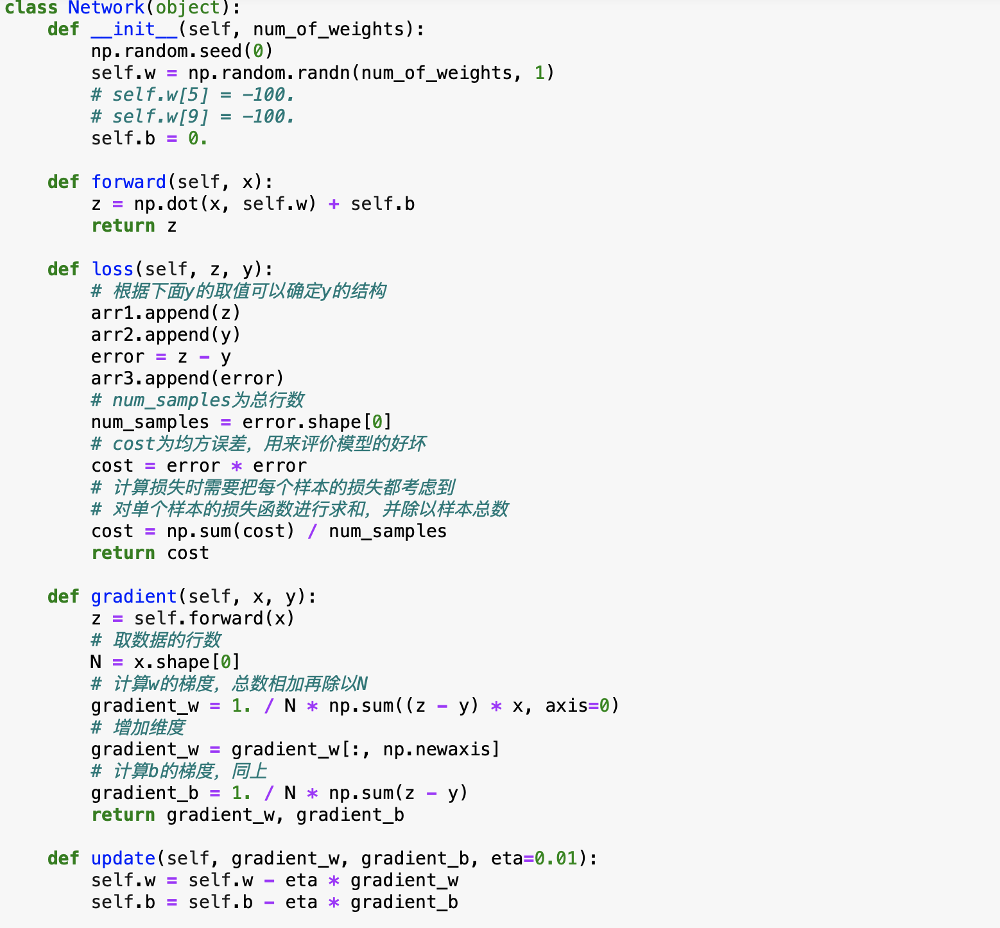 class Network(object):
    def __init__(self, num_of_weights):
        np.random.seed(0)
        self.w = np.random.randn(num_of_weights, 1)
        # self.w[5] = -100.
        # self.w[9] = -100.
        self.b = 0.

    def forward(self, x):
        z = np.dot(x, self.w) + self.b
        return z

    def loss(self, z, y):
        # 根据下面y的取值可以确定y的结构
        arr1.append(z)
        arr2.append(y)
        error = z - y
        arr3.append(error)
        # num_samples为总行数
        num_samples = error.shape[0]
        # cost为均方误差，用来评价模型的好坏
        cost = error * error
        # 计算损失时需要把每个样本的损失都考虑到
        # 对单个样本的损失函数进行求和，并除以样本总数
        cost = np.sum(cost) / num_samples
        return cost

    def gradient(self, x, y):
        z = self.forward(x)
        # 取数据的行数
        N = x.shape[0]
        # 计算w的梯度，总数相加再除以N
        gradient_w = 1. / N * np.sum((z - y) * x, axis=0)
        # 增加维度
        gradient_w = gradient_w[:, np.newaxis]
        # 计算b的梯度，同上
        gradient_b = 1. / N * np.sum(z - y)
        return gradient_w, gradient_b

    def update(self, gradient_w, gradient_b, eta=0.01):
        self.w = self.w - eta * gradient_w
        self.b = self.b - eta * gradient_b